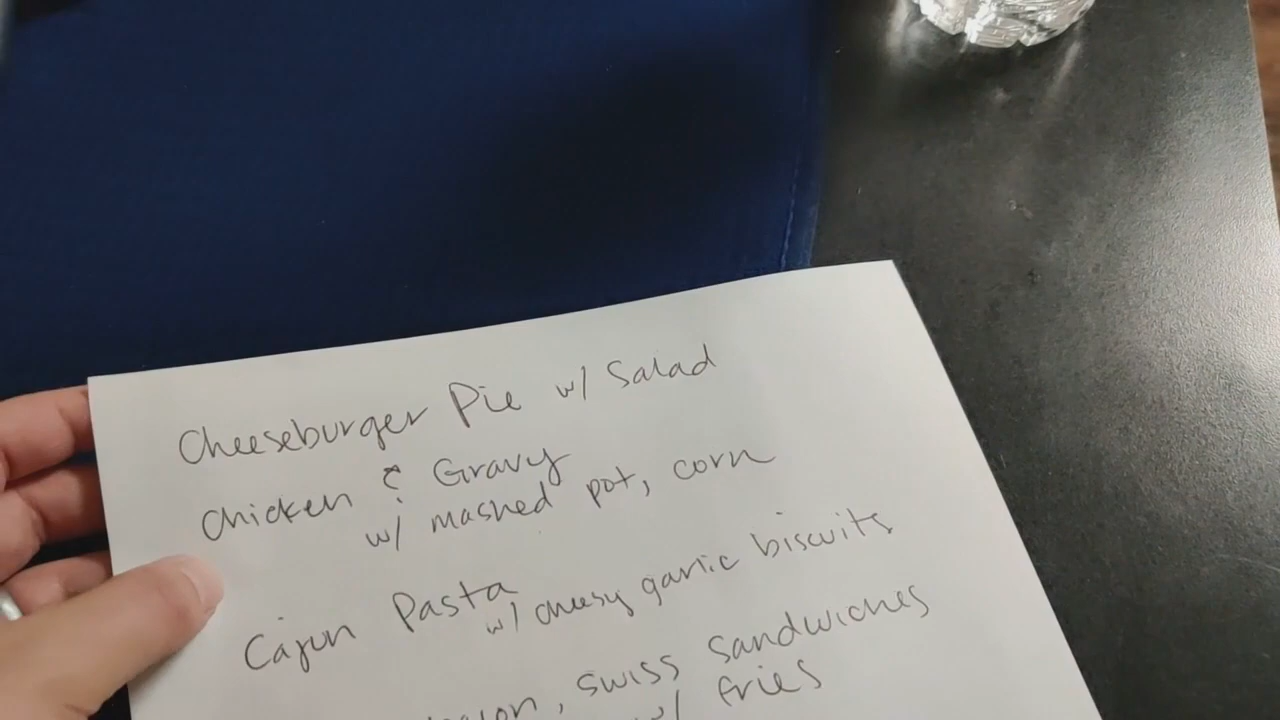 Cheeseburger Pie w/ Salad
Chicken & Gravy
w/ mashed pot, corn
Cajun Pasta
w/ cheesy garlic biscuits
, swiss sandwiches
w/ fries